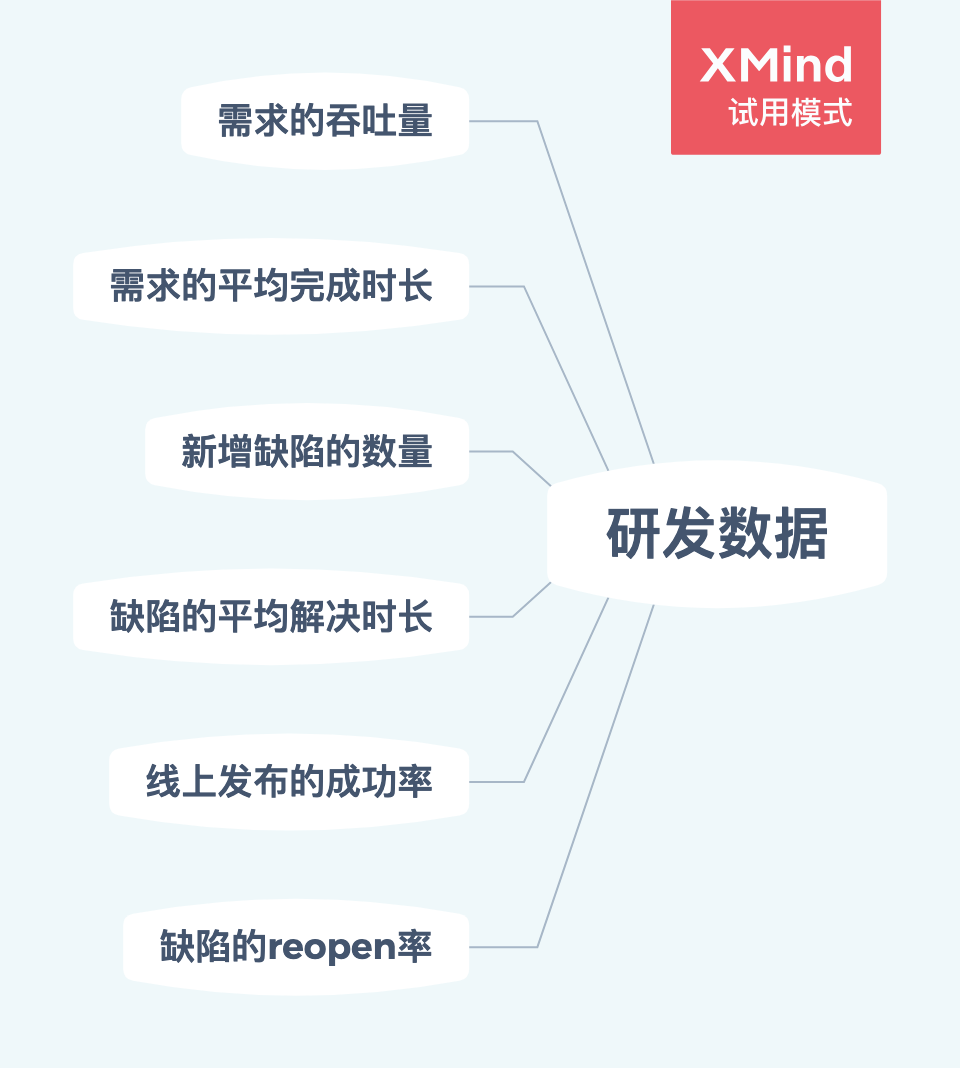 XMind
试用模式
需求的吞吐量
需求的平均完成时长
新增缺陷的数量
研发数据
缺陷的平均解决时长
线上发布的成功率
缺陷的reopen率